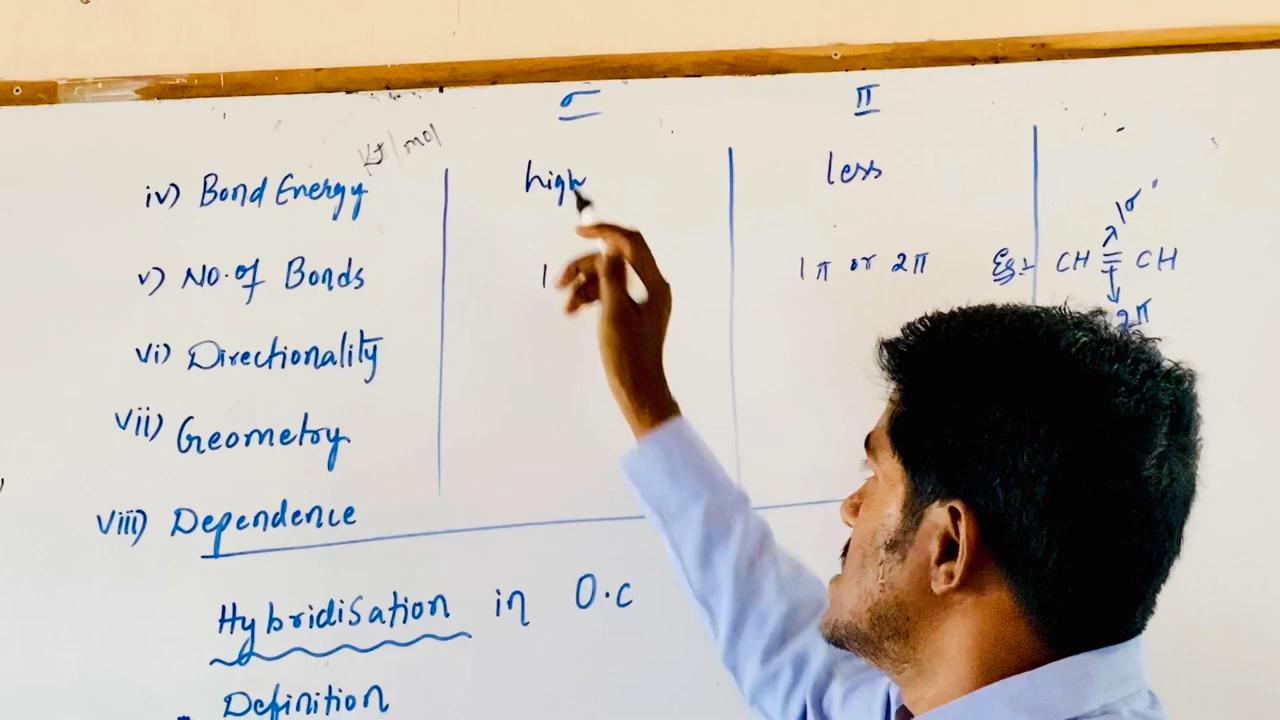 σ π
KJ/mol
iv) Bond Energy high less
1σ
v) No. of Bonds 1 1π or 2π Eg:- CH ≡ CH
2π
vi) Directionality
vii) Geometry
viii) Dependence
Hybridisation in O.C
Definition